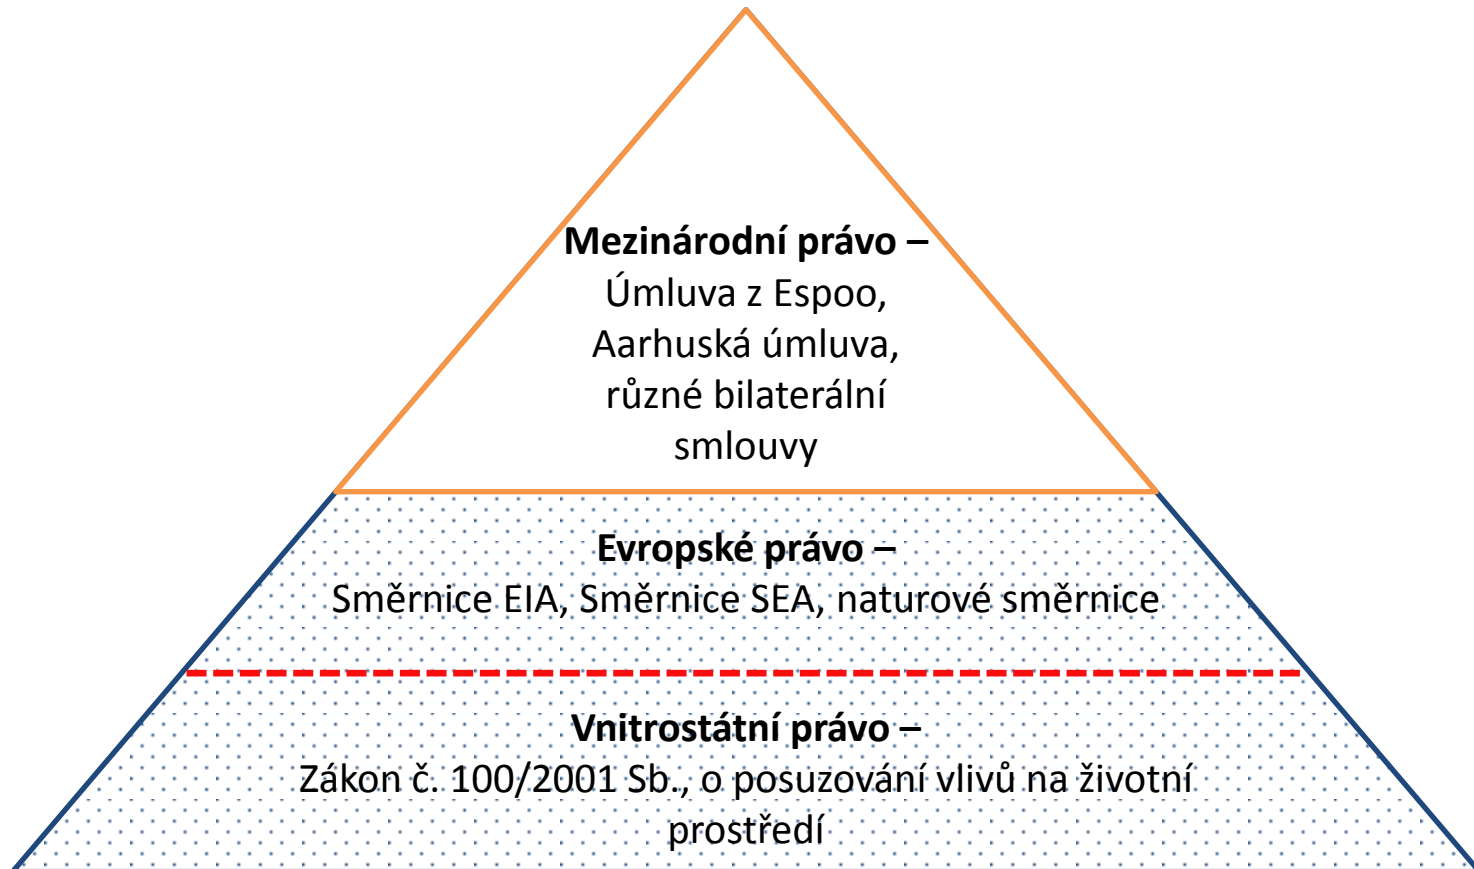 Mezinárodní právo –
Úmluva z Espoo,
Aarhuská úmluva,
různé bilaterální
smlouvy
Evropské právo –
Směrnice EIA, Směrnice SEA, naturové směrnice
Vnitrostátní právo –
Zákon č. 100/2001 Sb., o posuzování vlivů na životní
prostředí